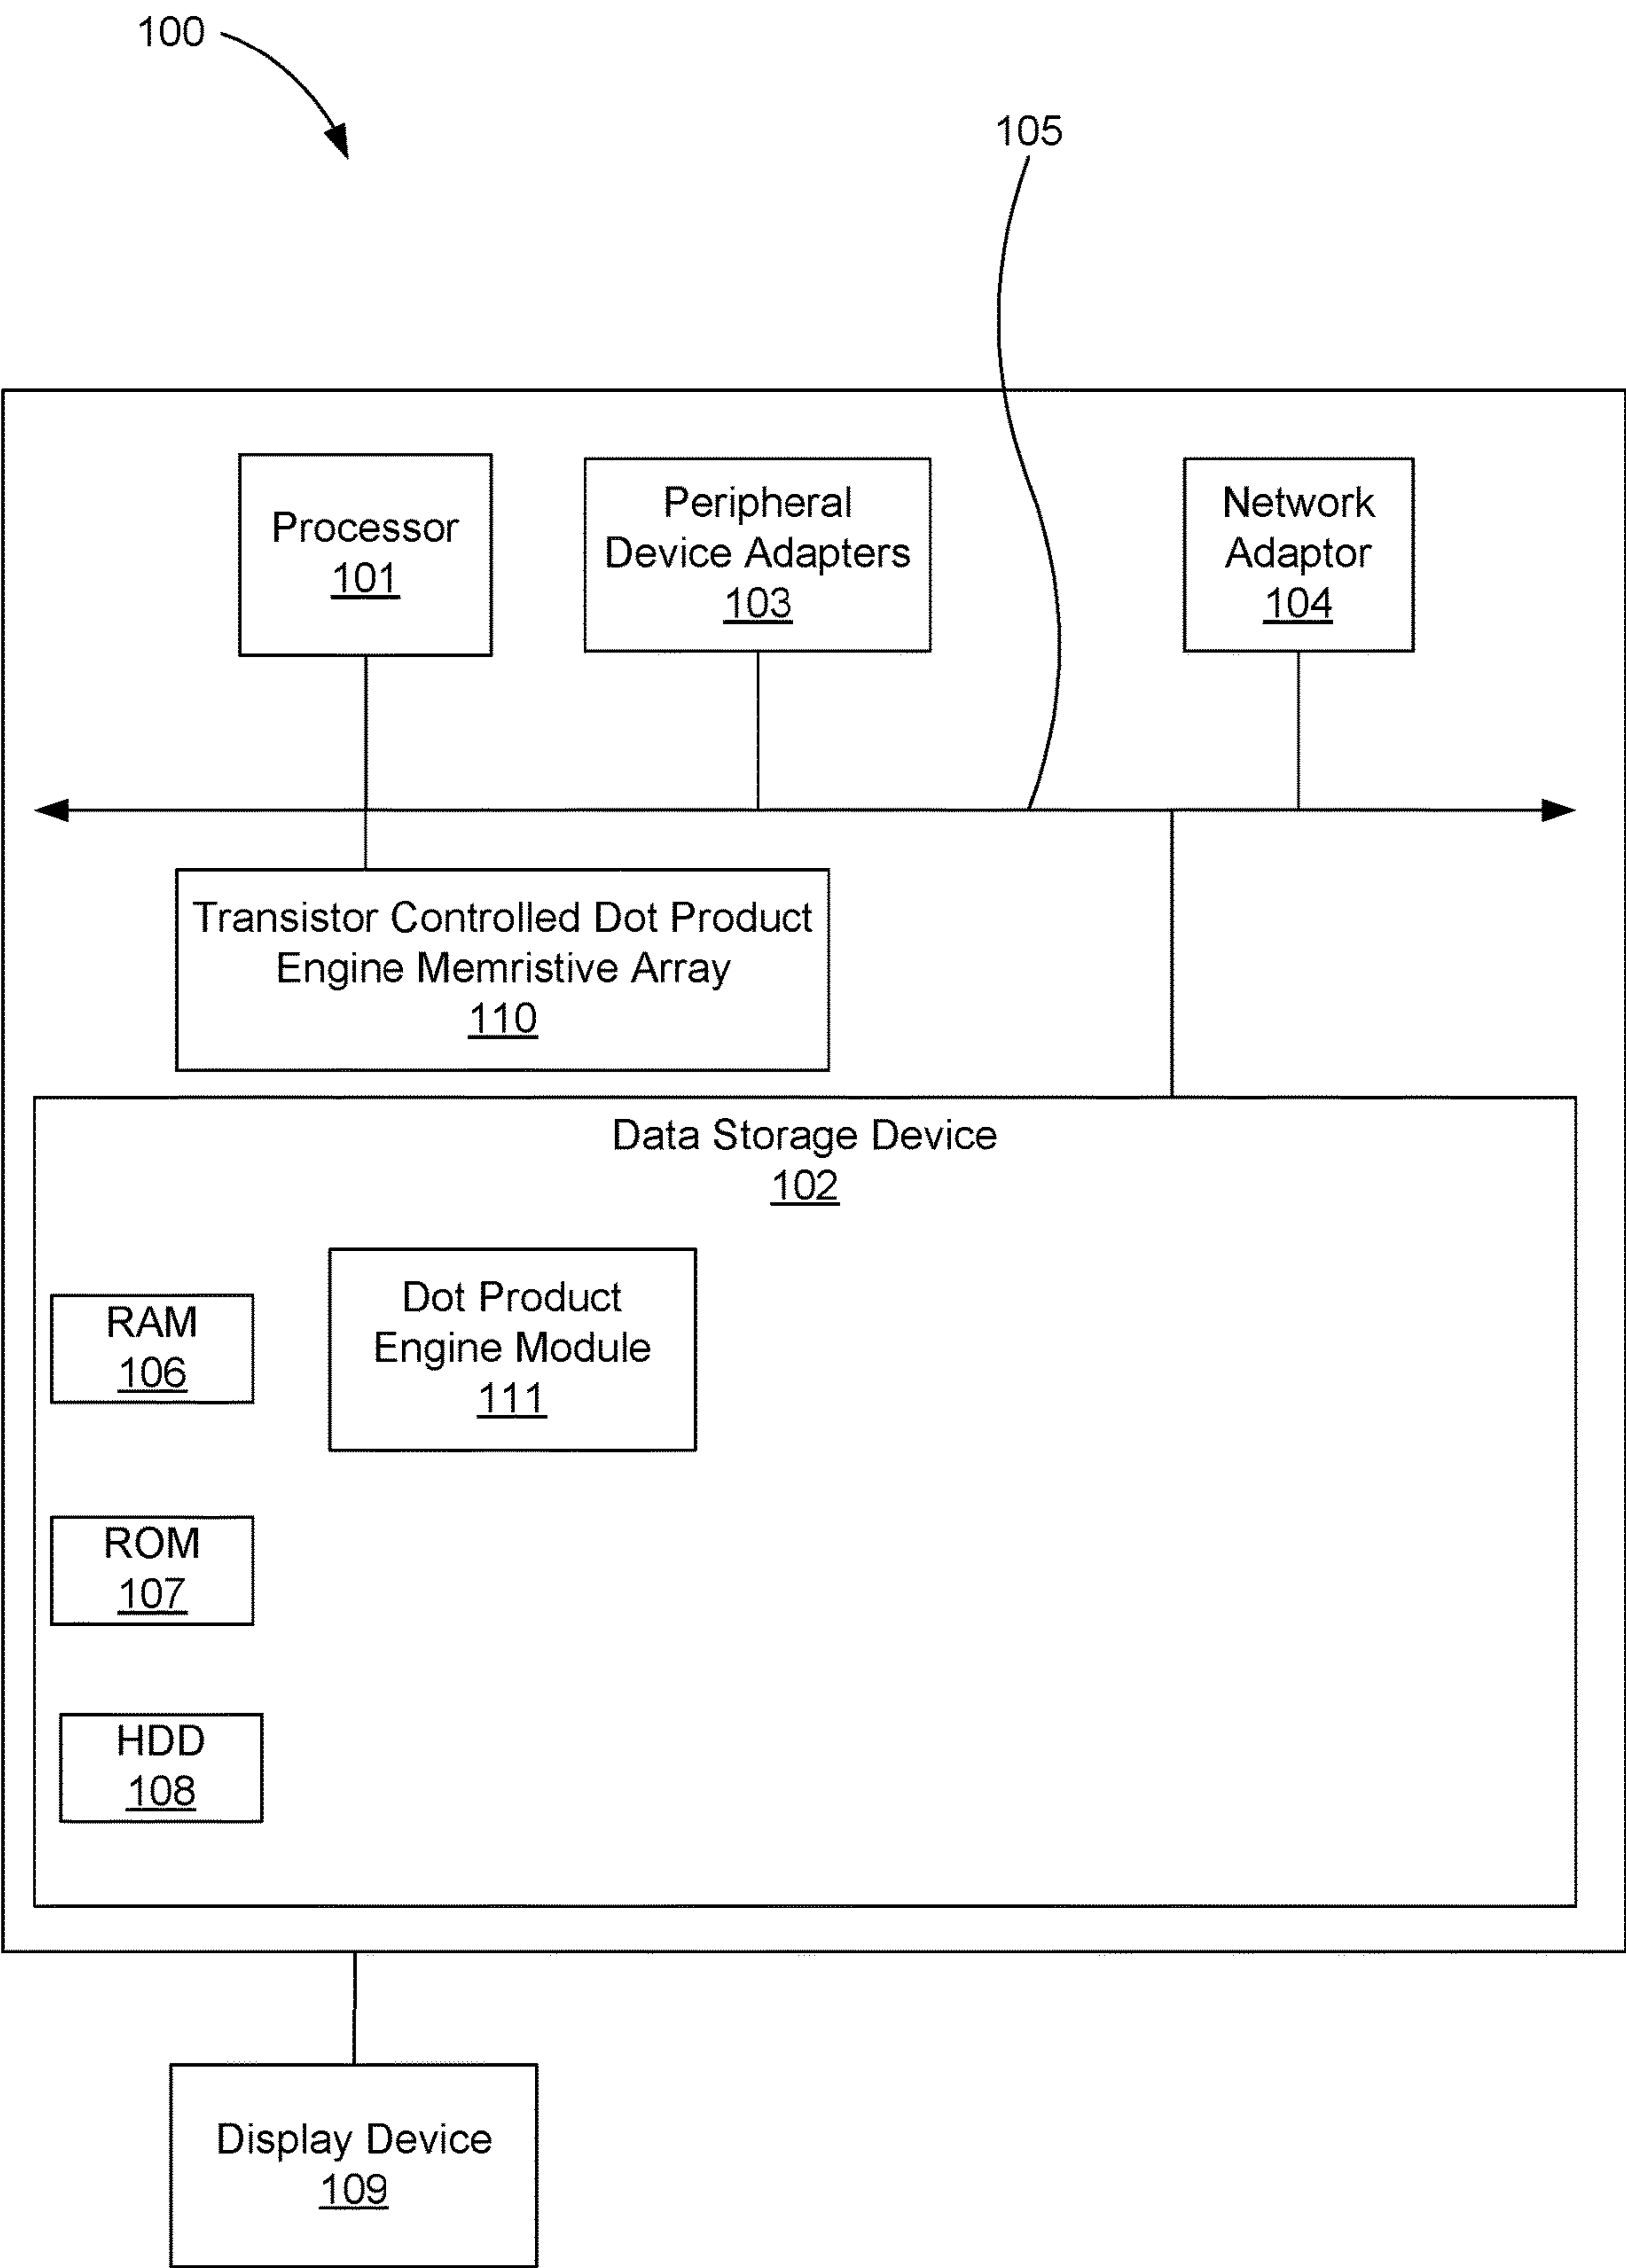 100
105
Processor
101
Peripheral
Device Adapters
103
Network
Adaptor
104
Transistor Controlled Dot Product
Engine Memristive Array
110
Data Storage Device
102
Dot Product
Engine Module
111
RAM
106
ROM
107
HDD
108
Display Device
109